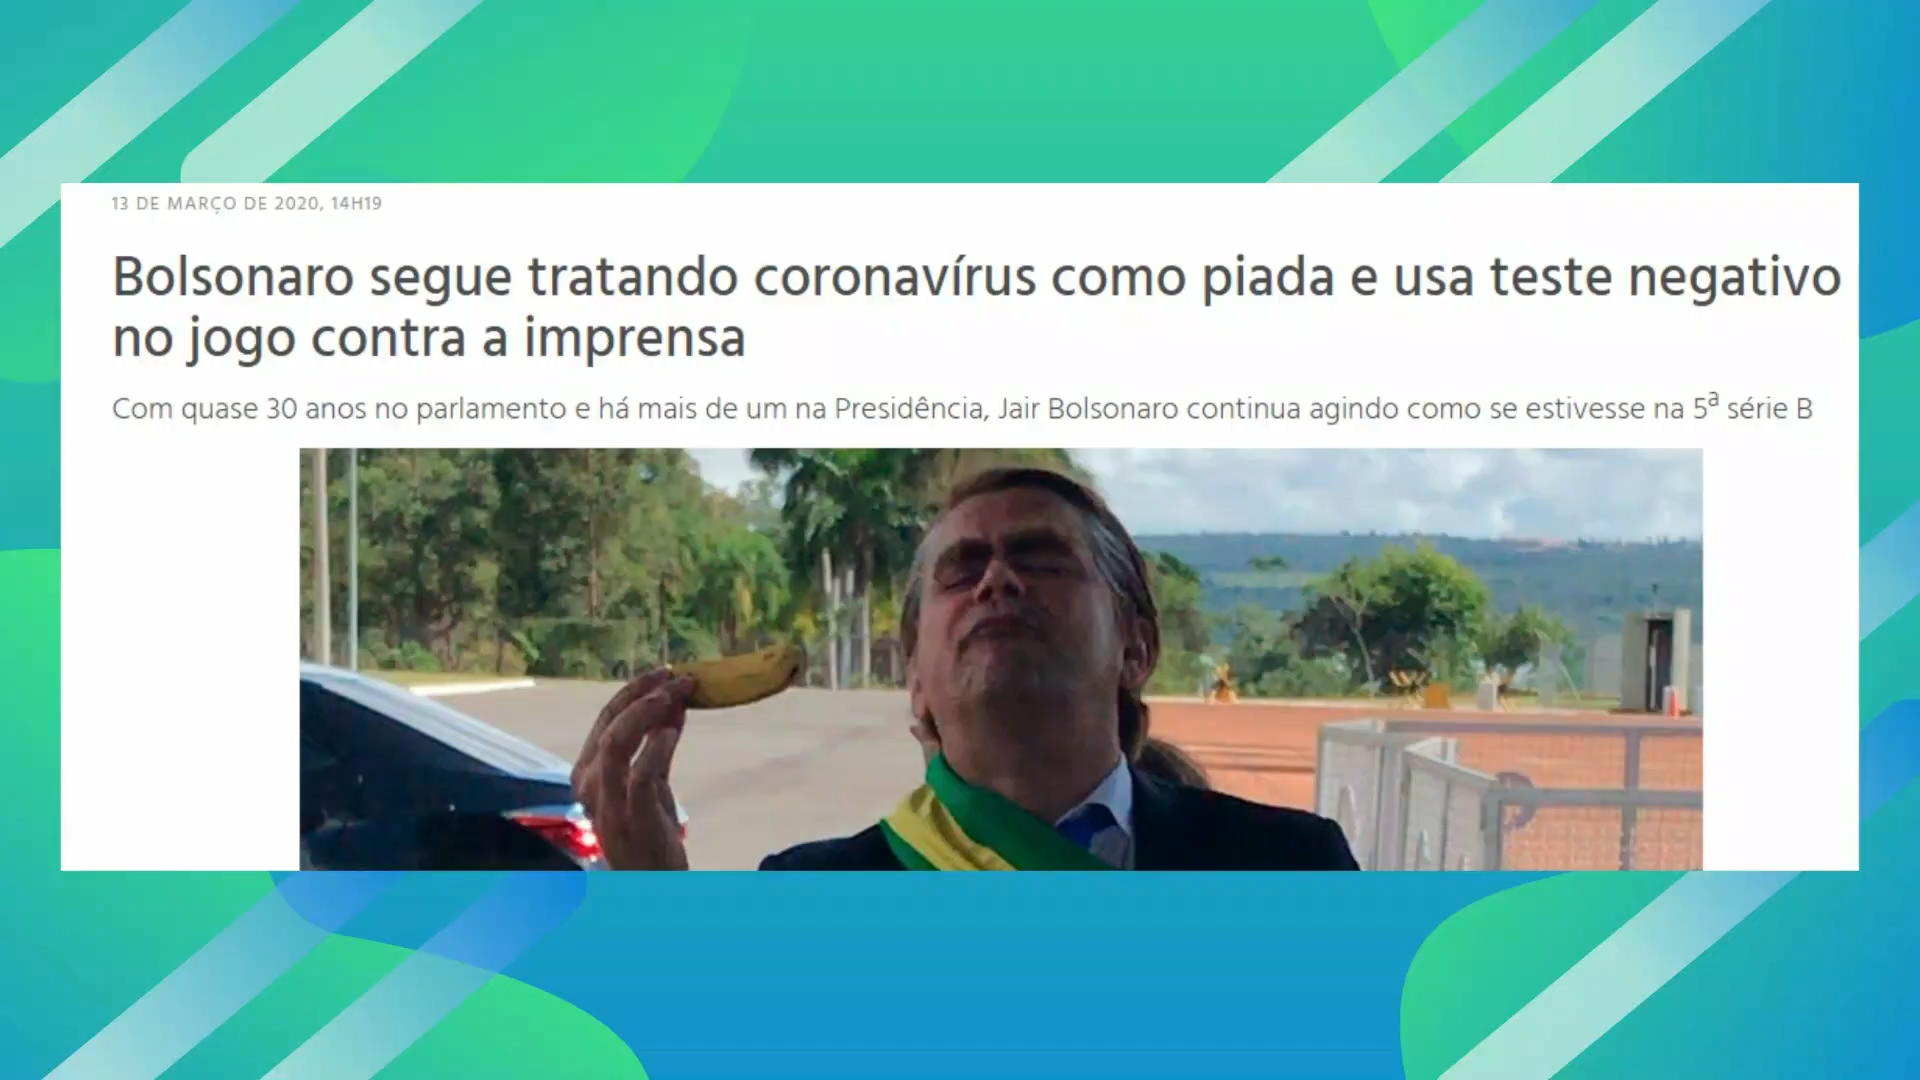 13 DE MARÇO DE 2020, 14H19
Bolsonaro segue tratando coronavírus como piada e usa teste negativo
no jogo contra a imprensa
Com quase 30 anos no parlamento e há mais de um na Presidência, Jair Bolsonaro continua agindo como se estivesse na 5ª série B